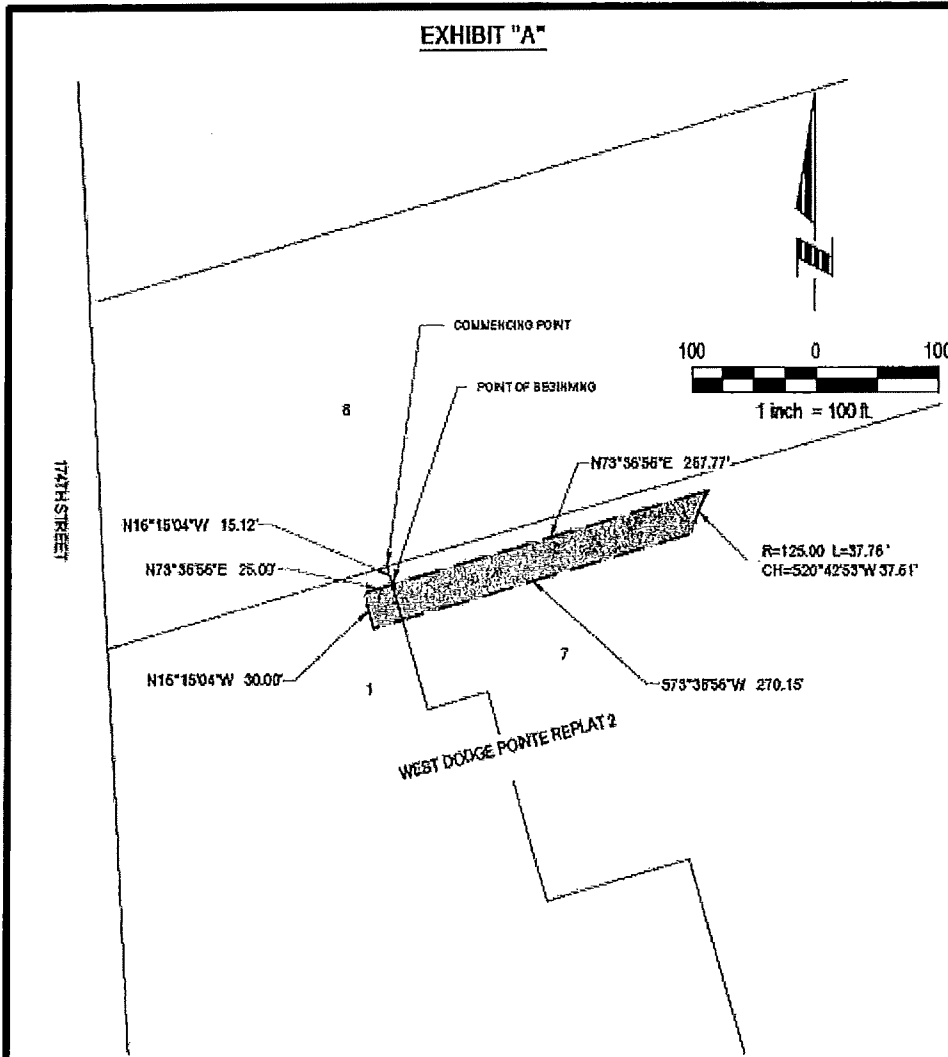 EXHIBIT "A"
COMMENCING POINT
100 0 100
POINT OF BEGINNING
1 inch = 100 ft.
8
174TH STREET
N73°36'56"E 257.77'
N16°15'04"W 15.12'
N73°36'56"E 25.00'
R=125.00 L=37.76'
CH=S20°42'53"W 37.61'
N16°15'04"W 30.00'
7
1
S73°36'56"W 270.15'
WEST DODGE POINTE REPLAT 2